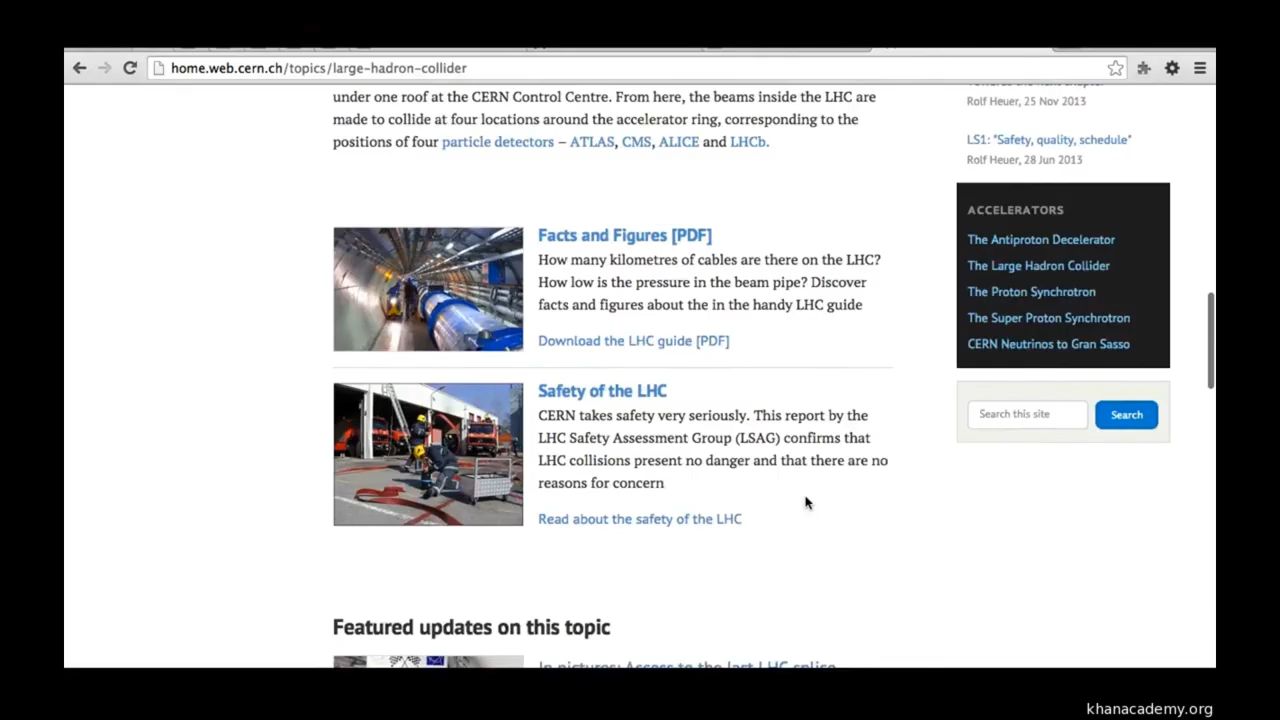 home.web.cern.ch/topics/large-hadron-collider
under one roof at the CERN Control Centre. From here, the beams inside the LHC are
made to collide at four locations around the accelerator ring, corresponding to the
positions of four particle detectors – ATLAS, CMS, ALICE and LHCb.
Facts and Figures [PDF]
How many kilometres of cables are there on the LHC?
How low is the pressure in the beam pipe? Discover
facts and figures about the in the handy LHC guide
Download the LHC guide [PDF]
Safety of the LHC
CERN takes safety very seriously. This report by the
LHC Safety Assessment Group (LSAG) confirms that
LHC collisions present no danger and that there are no
reasons for concern
Read about the safety of the LHC
Featured updates on this topic
In pictures: Access to the last LHC splice
Rolf Heuer, 25 Nov 2013
LS1: "Safety, quality, schedule"
Rolf Heuer, 28 Jun 2013
ACCELERATORS
The Antiproton Decelerator
The Large Hadron Collider
The Proton Synchrotron
The Super Proton Synchrotron
CERN Neutrinos to Gran Sasso
Search this site
Search
khanacademy.org